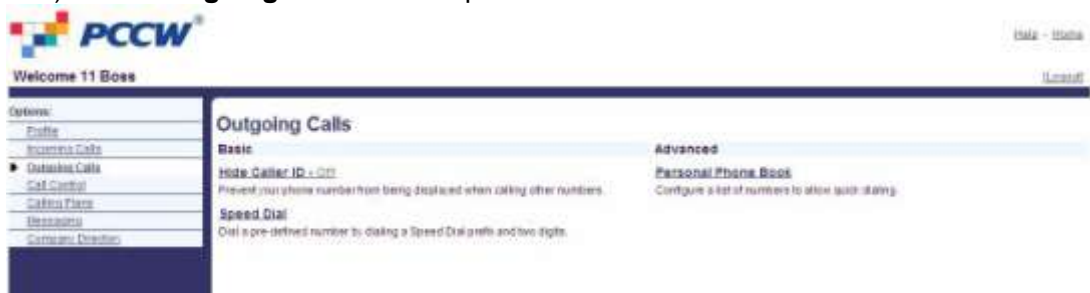 PCCW®
Help - Home
Welcome 11 Boss
[Logout]
Options:
Profile
Incoming Calls
Outgoing Calls
Call Control
Calling Plans
Messaging
Company Directory
Outgoing Calls
Basic
Hide Caller ID - Off
Prevent your phone number from being displayed when calling other numbers.
Speed Dial
Dial a pre-defined number by dialing a Speed Dial prefix and two digits.
Advanced
Personal Phone Book
Configure a list of numbers to allow quick dialing.